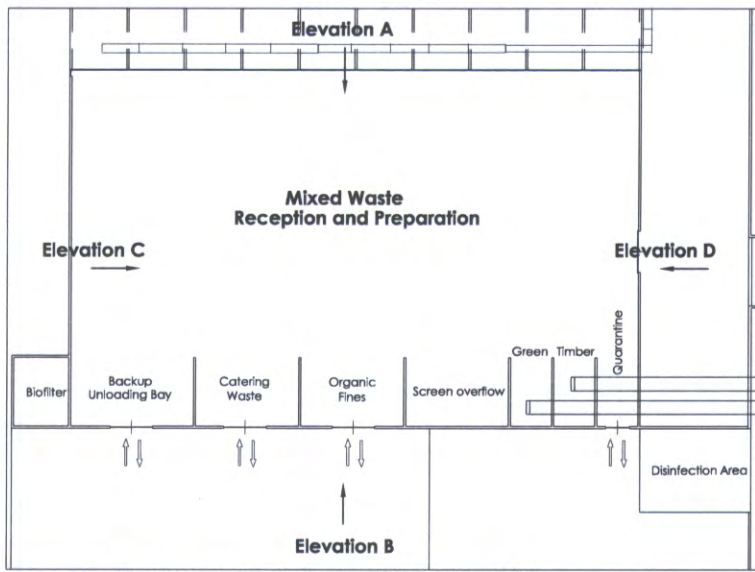 Elevation A
Mixed Waste
Reception and Preparation
Elevation C
Elevation D
Green
Timber
Quarantine
Biofilter
Backup
Unloading Bay
Catering
Waste
Organic
Fines
Screen overflow
Disinfection Area
Elevation B